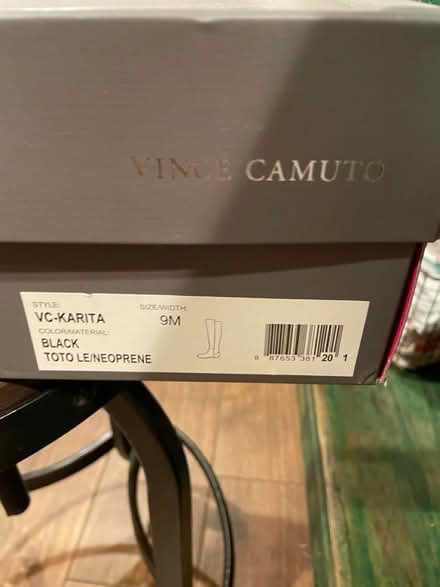 VINCE CAMUTO
STYLE: SIZE/WIDTH:
VC-KARITA 9M
COLOR/MATERIAL:
BLACK
TOTO LE/NEOPRENE
8 87653 381 20 1